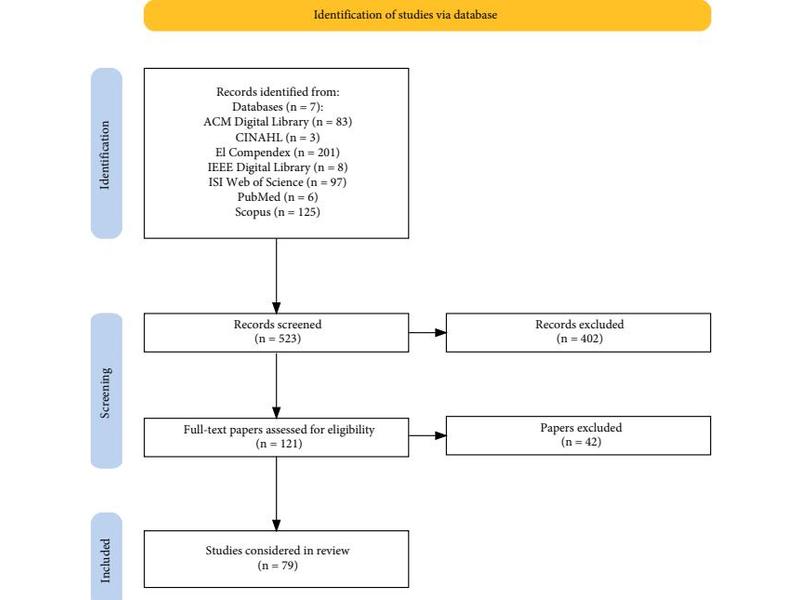 Identification of studies via database
Identification
Records identified from:
Databases (n = 7):
ACM Digital Library (n = 83)
CINAHL (n = 3)
El Compendex (n = 201)
IEEE Digital Library (n = 8)
ISI Web of Science (n = 97)
PubMed (n = 6)
Scopus (n = 125)
Screening
Records screened
(n = 523)
Records excluded
(n = 402)
Full-text papers assessed for eligibility
(n = 121)
Papers excluded
(n = 42)
Included
Studies considered in review
(n = 79)